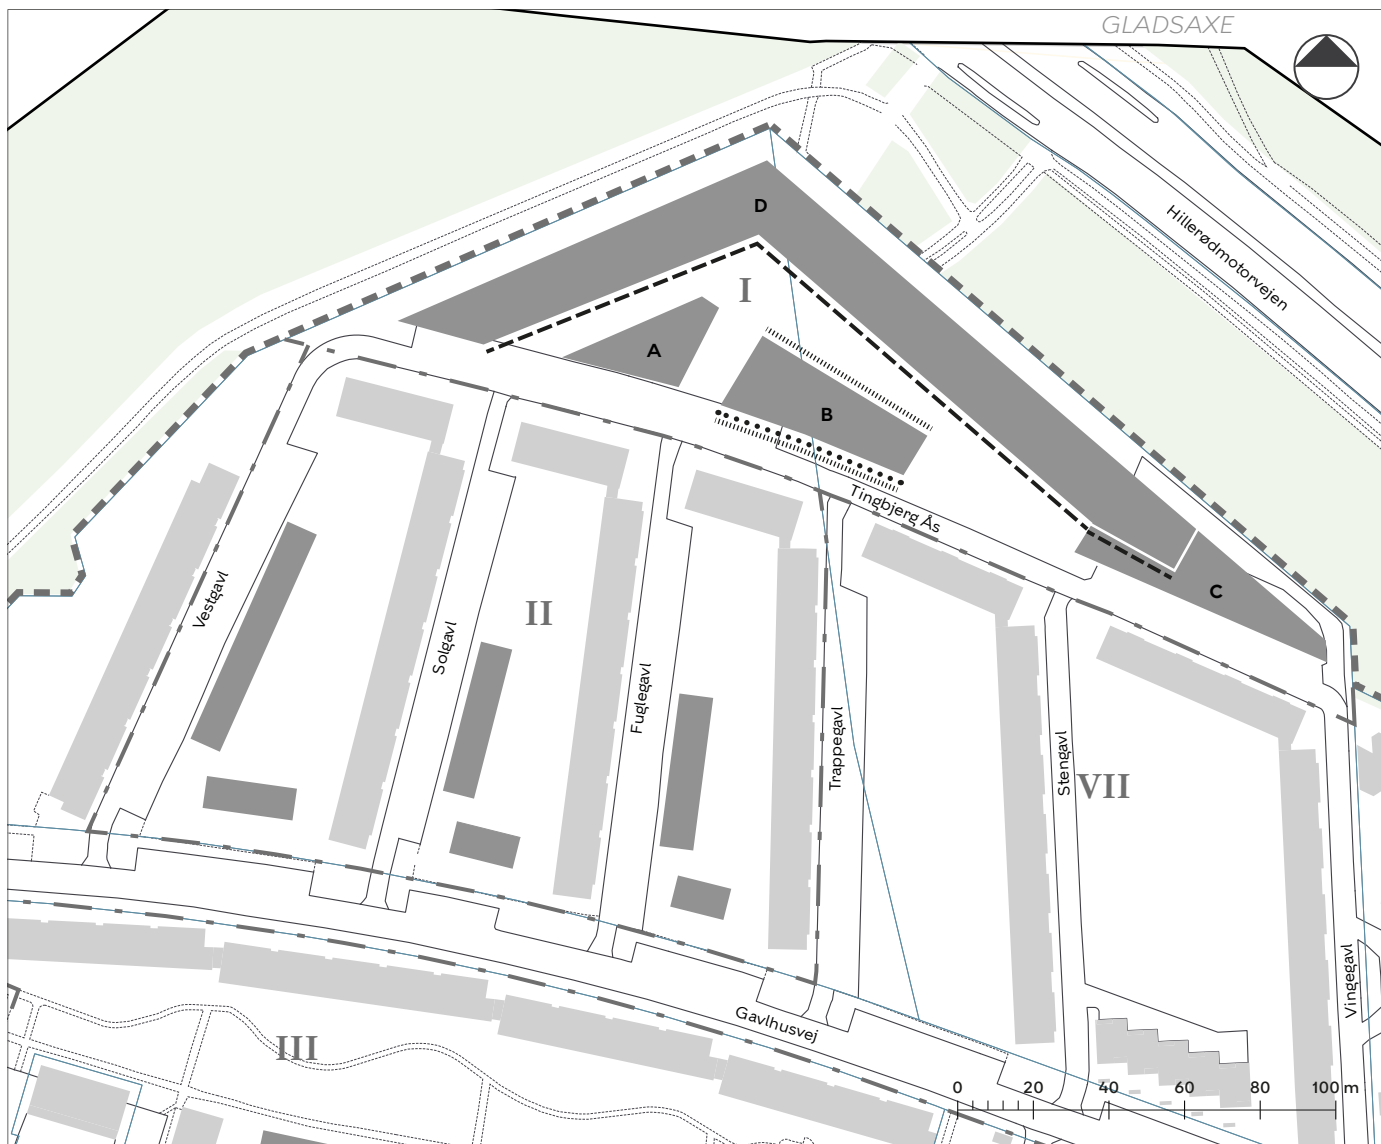 GLADSAXE
Hillerødmotorvejen
D
I
A
B
Tingbjerg Ås
C
Vestgavl
Solgavl
II
Fuglegavl
Trappegavl
Stengavl
VII
Vingegavl
Gavlhusvej
III
0 20 40 60 80 100 m